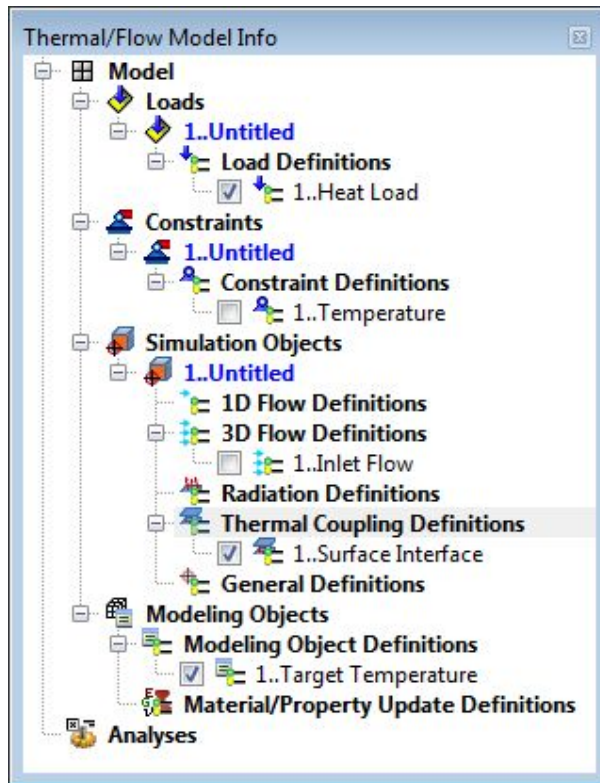 Thermal/Flow Model Info
Model
Loads
1..Untitled
Load Definitions
1..Heat Load
Constraints
1..Untitled
Constraint Definitions
1..Temperature
Simulation Objects
1..Untitled
1D Flow Definitions
3D Flow Definitions
1..Inlet Flow
Radiation Definitions
Thermal Coupling Definitions
1..Surface Interface
General Definitions
Modeling Objects
Modeling Object Definitions
1..Target Temperature
Material/Property Update Definitions
Analyses